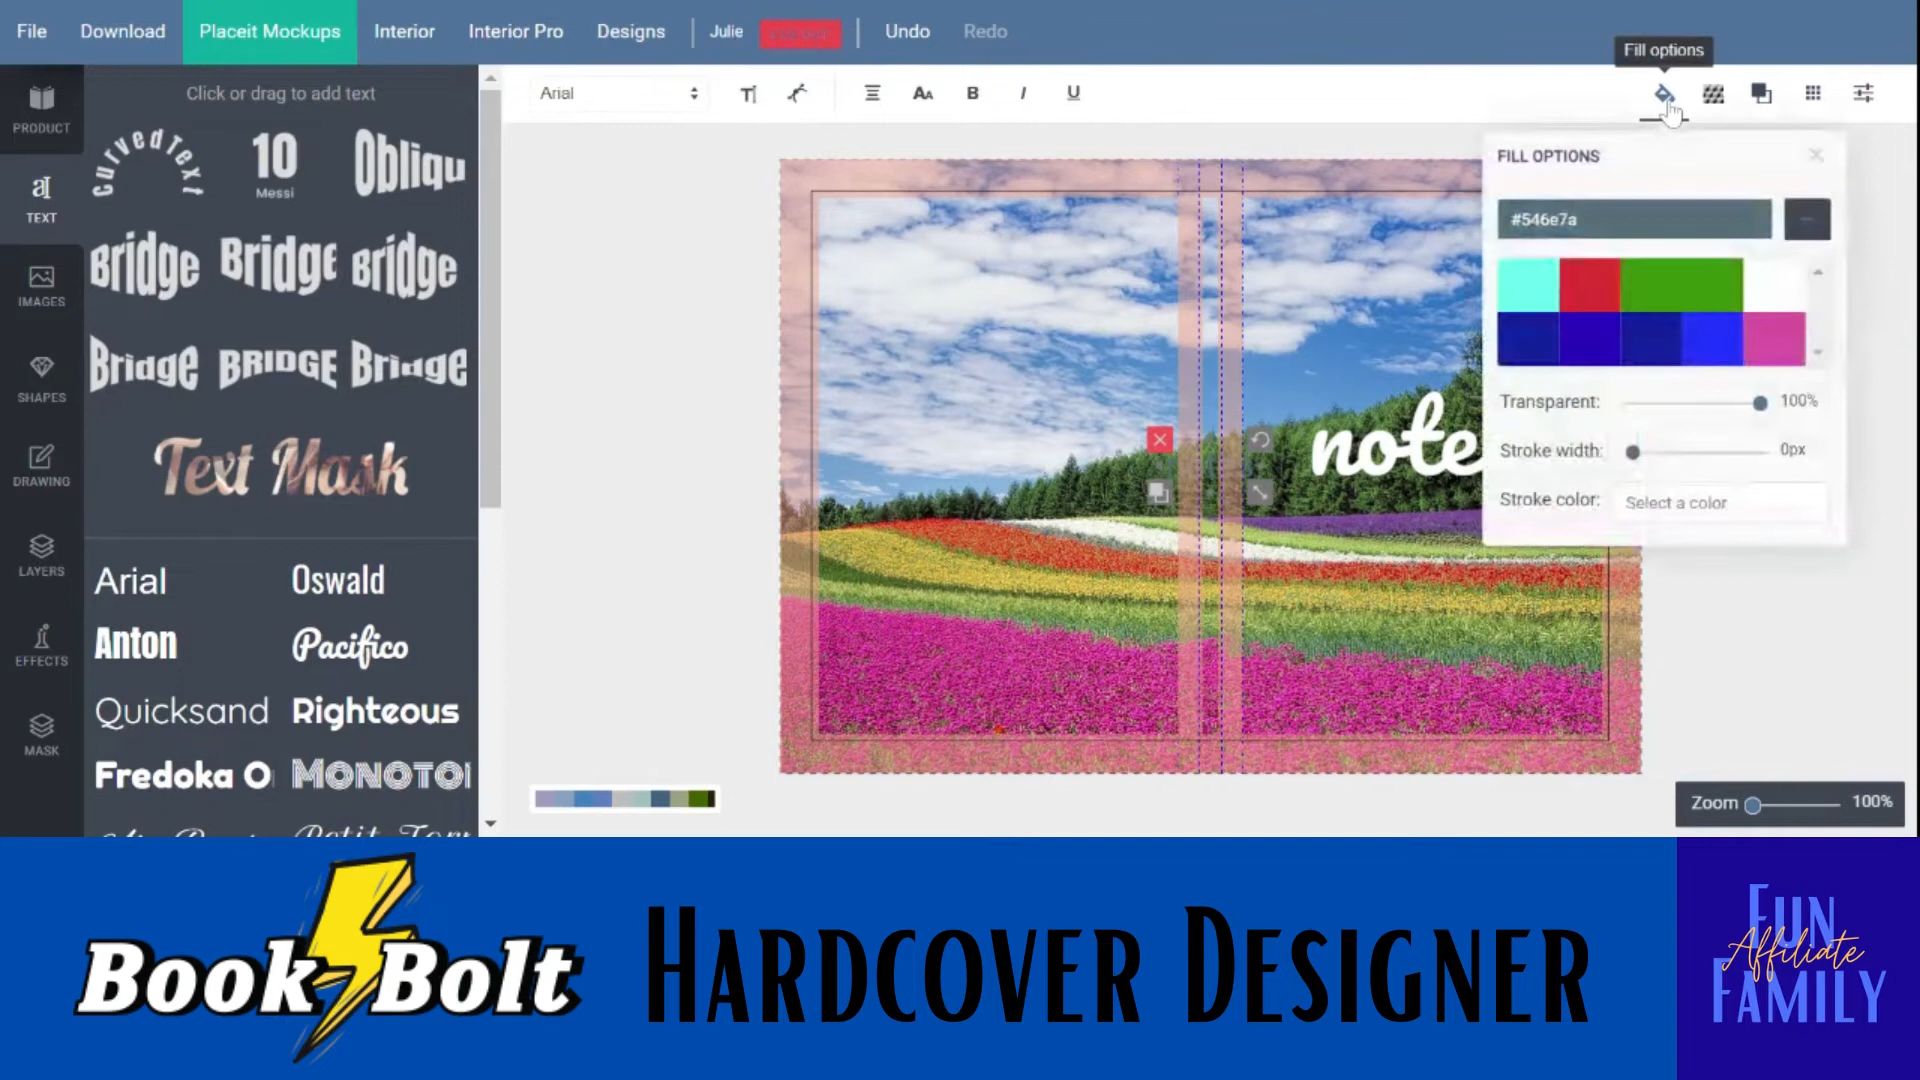 File Download Placeit Mockups Interior Interior Pro Designs Julie Undo Redo
Fill options
PRODUCT
TEXT
IMAGES
SHAPES
DRAWING
LAYERS
EFFECTS
MASK
Click or drag to add text
CurvedText 10 Obliqu
Messi
Bridge Bridge Bridge
Bridge BRIDGE Bridge
Text Mask
Arial Oswald
Anton Pacifico
Quicksand Righteous
Fredoka O MONOTO
Arial
B I U
FILL OPTIONS
#546e7a
Transparent: 100%
Stroke width: 0px
Stroke color: Select a color
note
Zoom 100%
Book Bolt
HARDCOVER DESIGNER
FUN
Affiliate
FAMILY